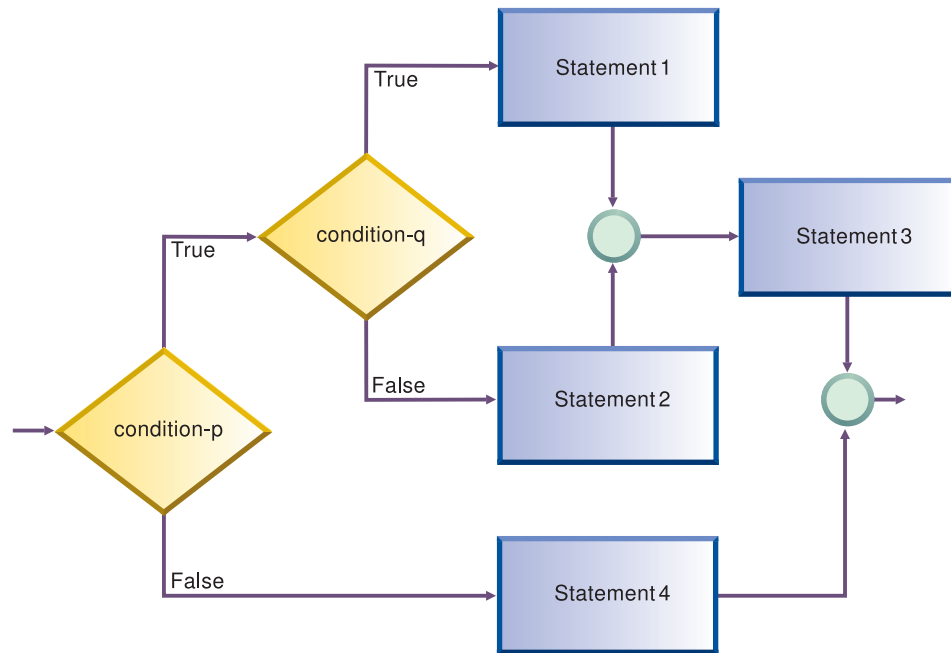 Statement 1
True
condition-q
Statement 3
True
False
Statement 2
condition-p
False
Statement 4